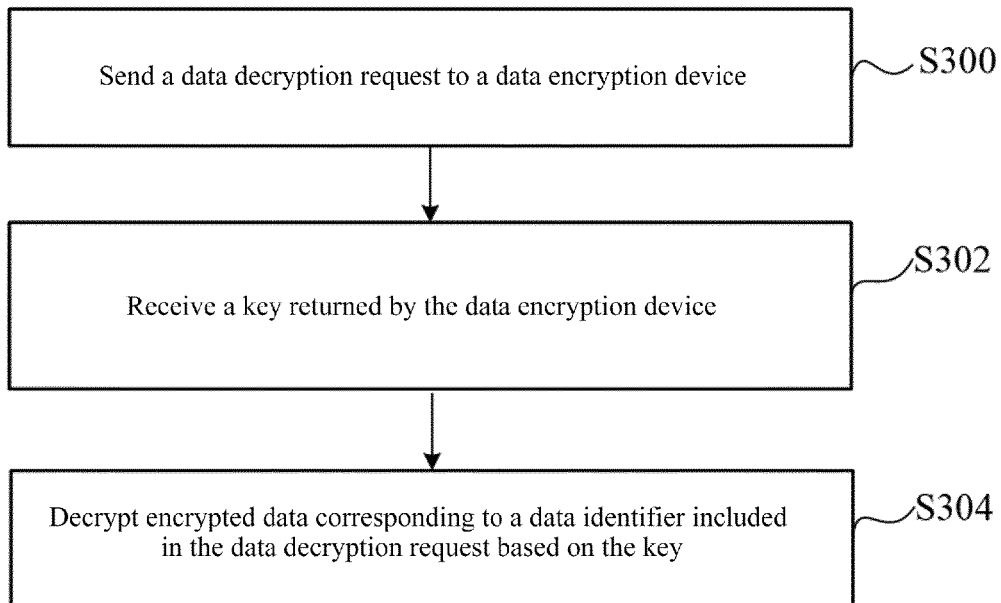 Send a data decryption request to a data encryption device
S300
Receive a key returned by the data encryption device
S302
Decrypt encrypted data corresponding to a data identifier included
in the data decryption request based on the key
S304